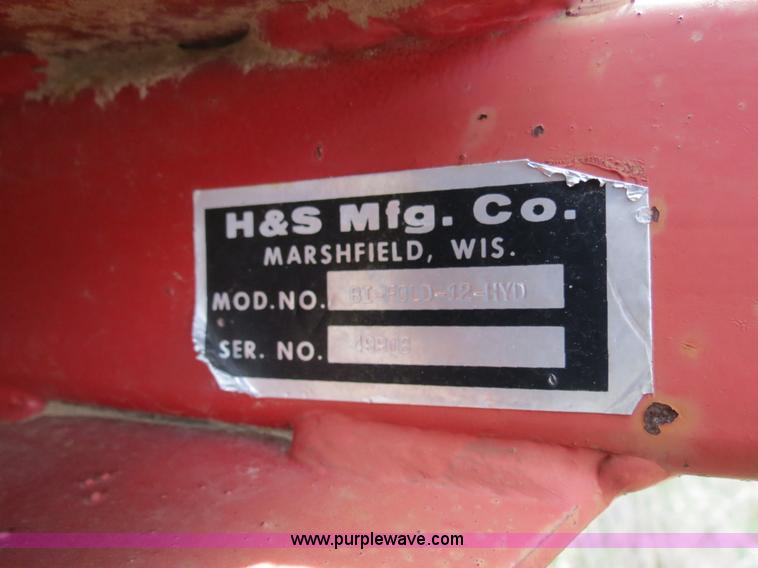 H&S Mfg. Co.
MARSHFIELD, WIS.
MOD.NO. BI-FOLD-12-HYD
SER. NO.
www.purplewave.com